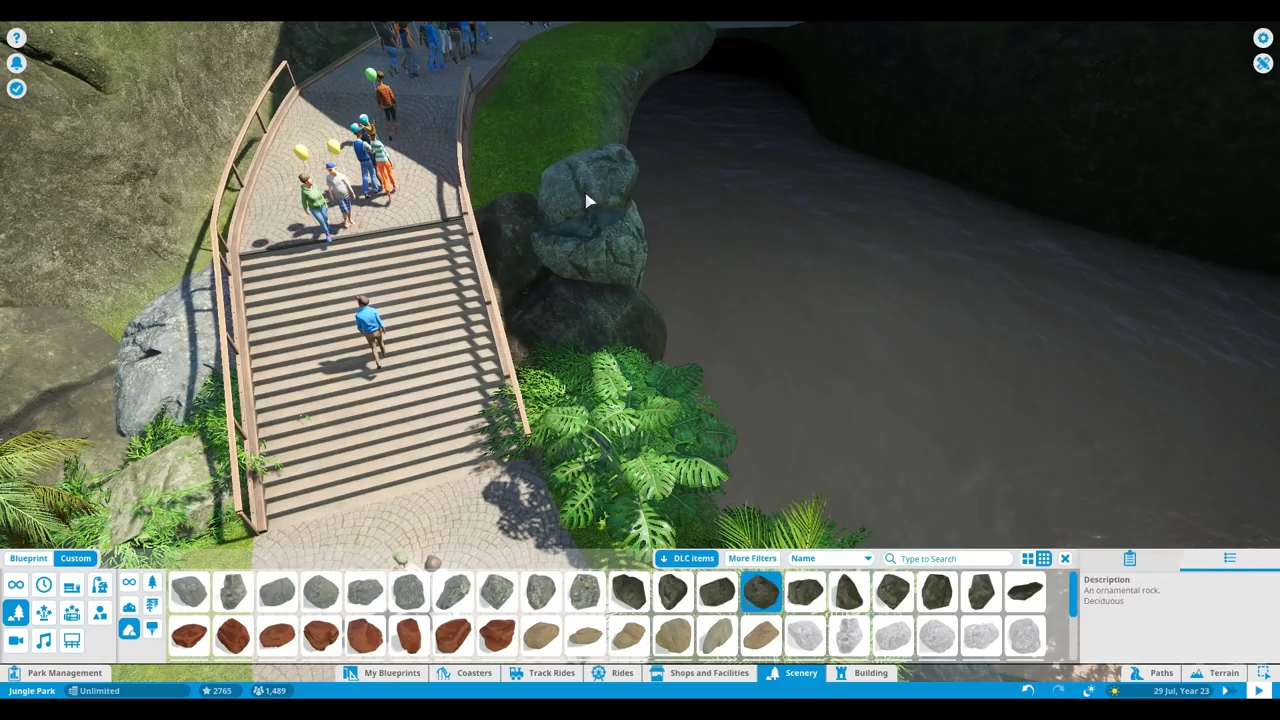 Blueprint Custom DLC items More Filters Name Type to Search
Description
An ornamental rock.
Deciduous
Park Management My Blueprints Coasters Track Rides Rides Shops and Facilities Scenery Building Paths Terrain
Jungle Park Unlimited 2765 1,489 29 Jul, Year 23